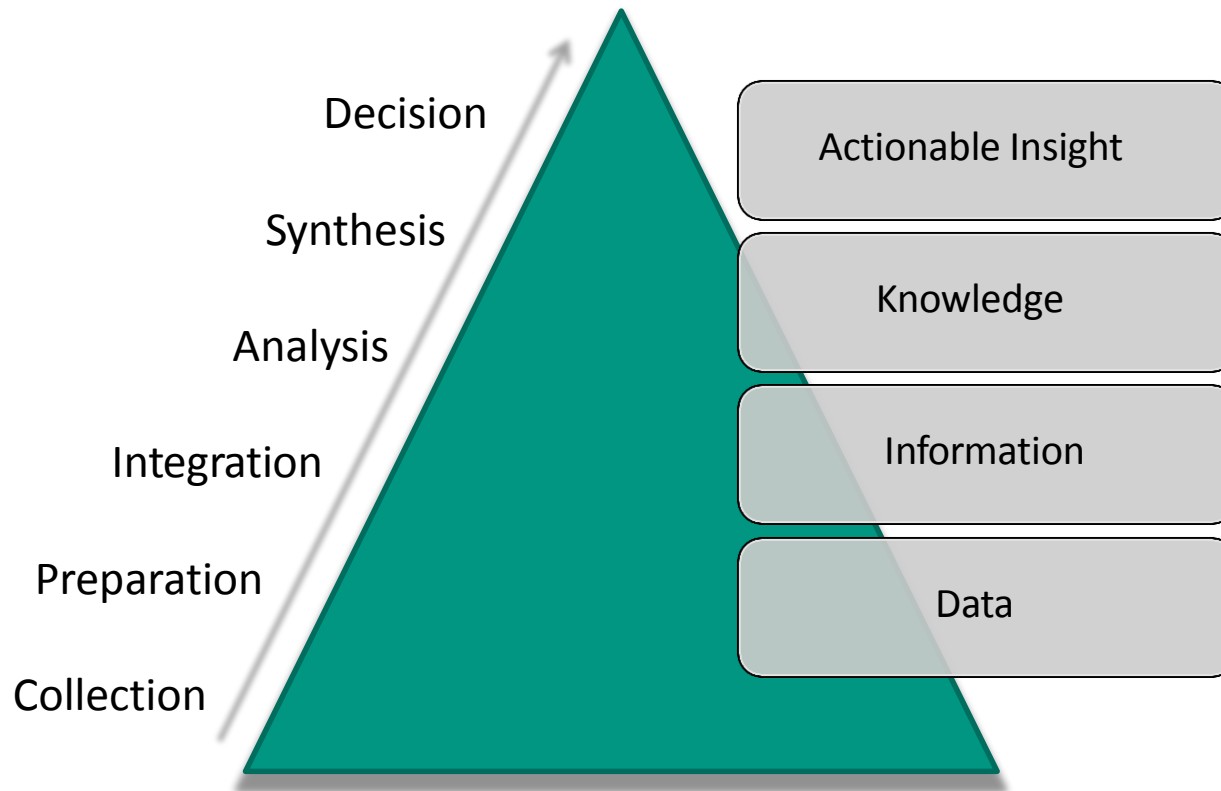 Decision
Synthesis
Analysis
Integration
Preparation
Collection
Actionable Insight
Knowledge
Information
Data